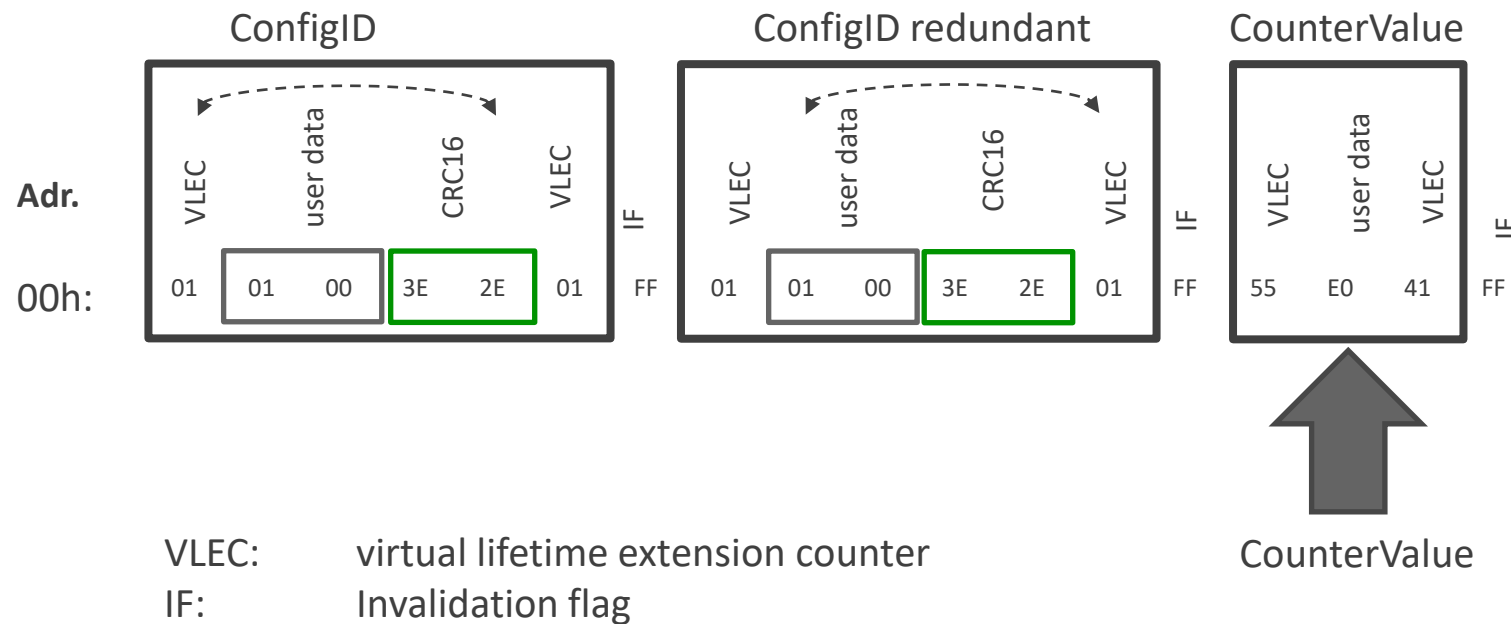 ConfigID ConfigID redundant CounterValue
VLEC user data CRC16 VLEC IF VLEC user data CRC16 VLEC IF VLEC user data VLEC IF
Adr.
00h: 01 01 00 3E 2E 01 FF 01 01 00 3E 2E 01 FF 55 E0 41 FF
VLEC: virtual lifetime extension counter CounterValue
IF: Invalidation flag